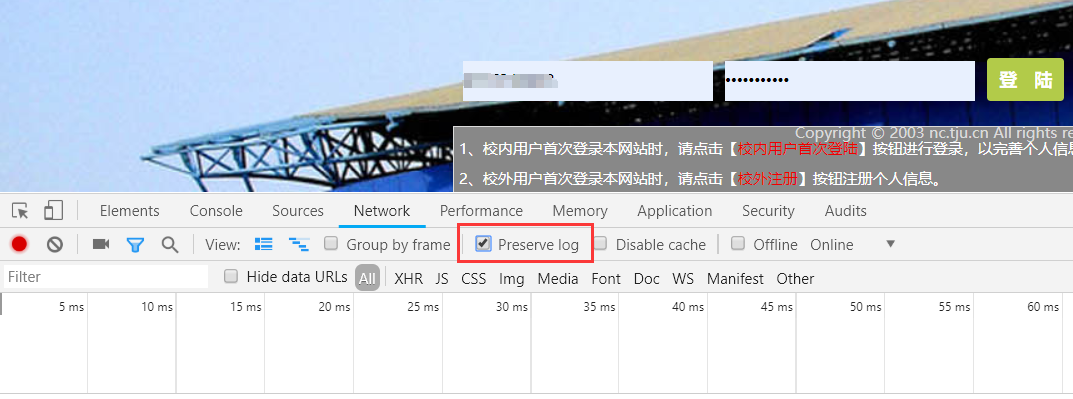 登 陆
Copyright © 2003 nc.tju.cn All rights re
1、校内用户首次登录本网站时，请点击【校内用户首次登陆】按钮进行登录，以完善个人信息
2、校外用户首次登录本网站时，请点击【校外注册】按钮注册个人信息。
Elements Console Sources Network Performance Memory Application Security Audits
View: Group by frame Preserve log Disable cache Offline Online
Filter Hide data URLs All XHR JS CSS Img Media Font Doc WS Manifest Other
5 ms 10 ms 15 ms 20 ms 25 ms 30 ms 35 ms 40 ms 45 ms 50 ms 55 ms 60 ms